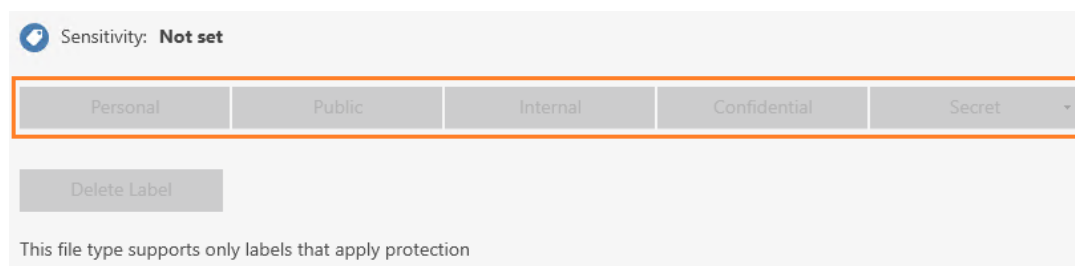 Sensitivity: Not set
Personal Public Internal Confidential Secret
Delete Label
This file type supports only labels that apply protection